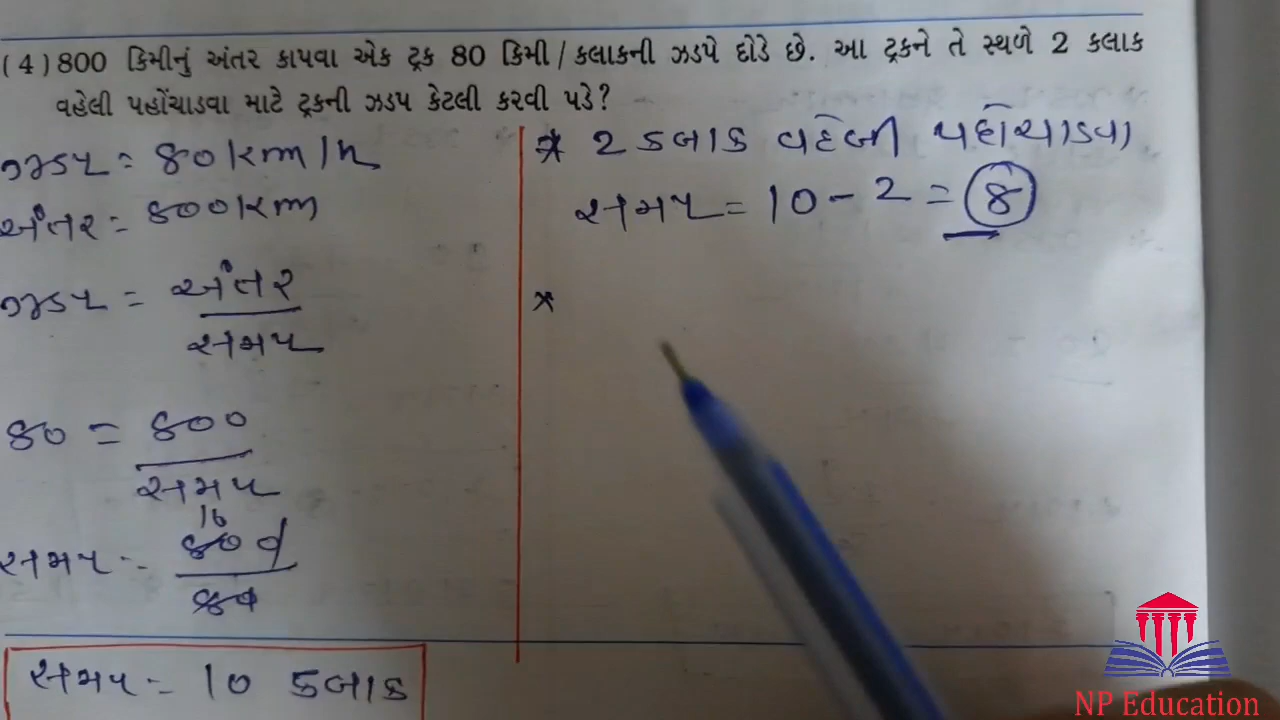 (4) 800 કિમીનું અંતર કાપવા એક ટ્રક 80 કિમી / કલાકની ઝડપે દોડે છે. આ ટ્રકને તે સ્થળે 2 કલાક
વહેલી પહોંચાડવા માટે ટ્રકની ઝડપ કેટલી કરવી પડે?
ઝડપ = 80 km/h
અંતર = 800 km
ઝડપ = અંતર
સમય
80 = 800
સમય
સમય = 800
10
80
સમય = 10 કલાક
* 2 કલાક વહેલી પહોંચાડવા
સમય = 10 - 2 = 8
*
NP Education